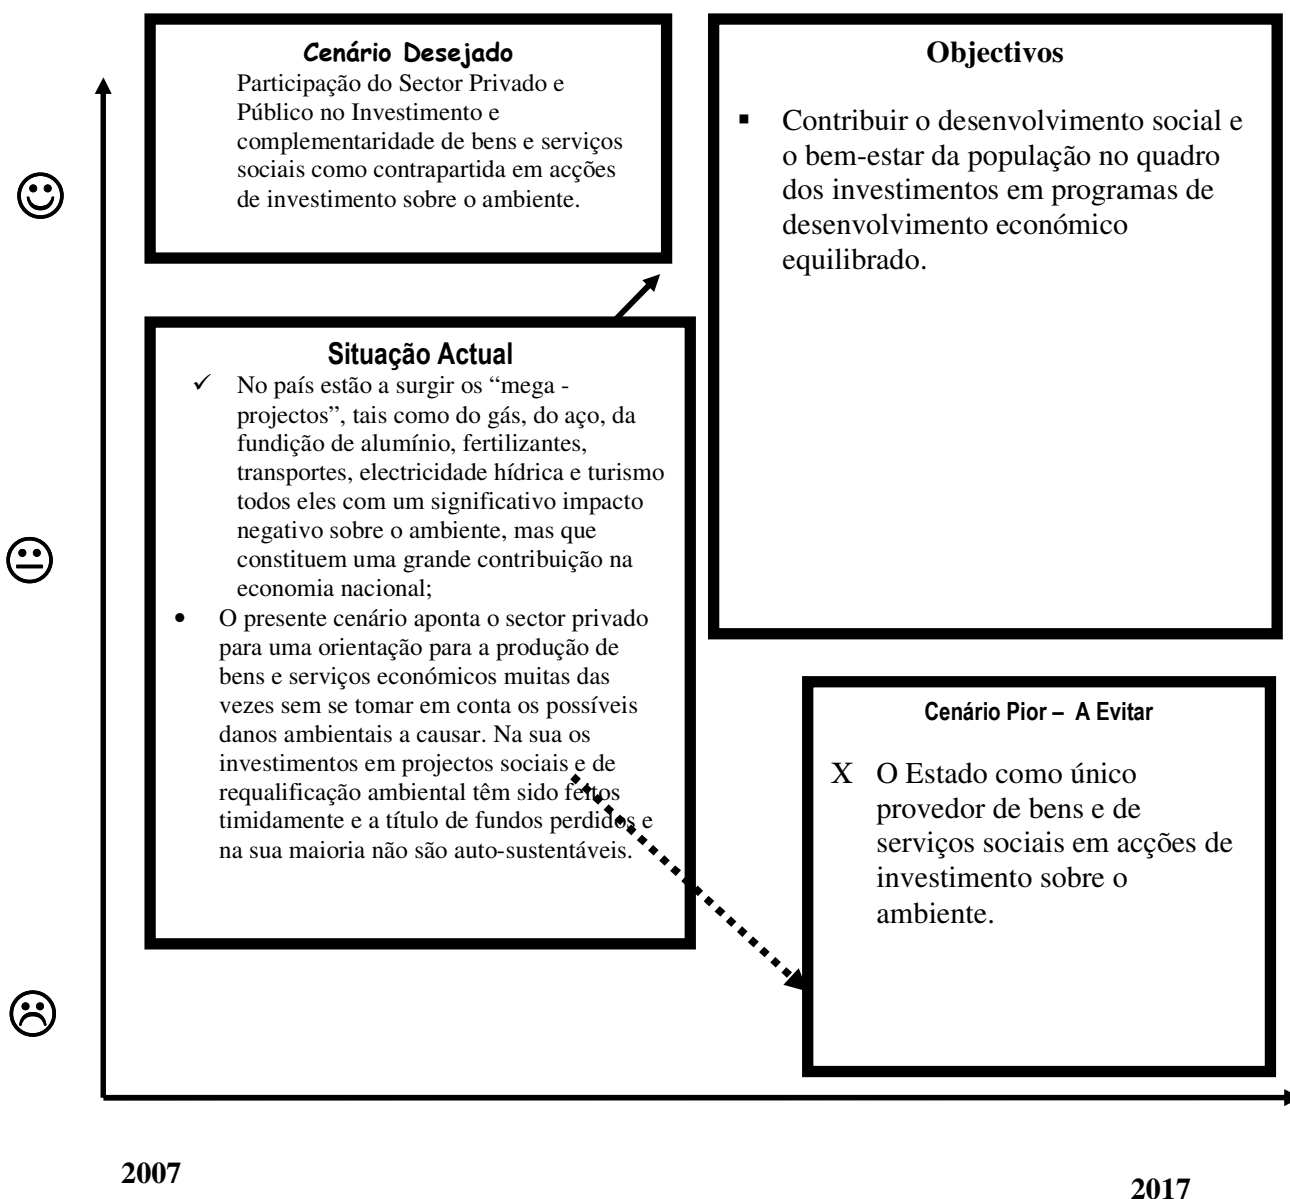 Cenário Desejado
Participação do Sector Privado e
Público no Investimento e
complementaridade de bens e serviços
sociais como contrapartida em acções
de investimento sobre o ambiente.
Objectivos
▪ Contribuir o desenvolvimento social e
o bem-estar da população no quadro
dos investimentos em programas de
desenvolvimento económico
equilibrado.
Situação Actual
✓ No país estão a surgir os “mega -
projectos”, tais como do gás, do aço, da
fundição de alumínio, fertilizantes,
transportes, electricidade hídrica e turismo
todos eles com um significativo impacto
negativo sobre o ambiente, mas que
constituem uma grande contribuição na
economia nacional;
• O presente cenário aponta o sector privado
para uma orientação para a produção de
bens e serviços económicos muitas das
vezes sem se tomar em conta os possíveis
danos ambientais a causar. Na sua os
investimentos em projectos sociais e de
requalificação ambiental têm sido feitos
timidamente e a título de fundos perdidos e
na sua maioria não são auto-sustentáveis.
Cenário Pior – A Evitar
X O Estado como único
provedor de bens e de
serviços sociais em acções de
investimento sobre o
ambiente.
2007
2017